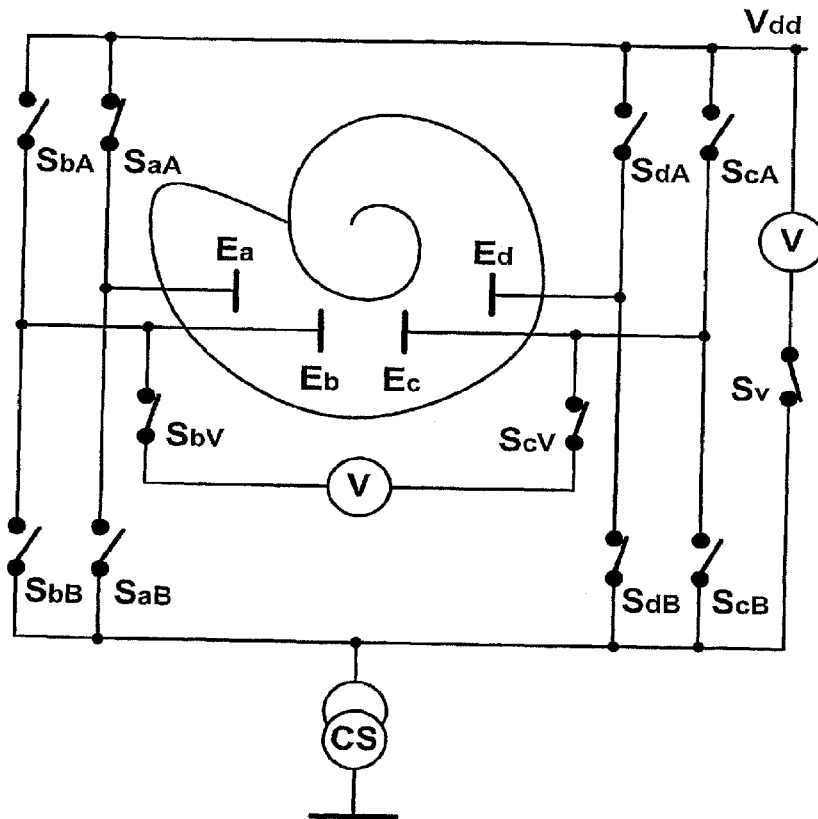 Vdd
SbA SaA SdA ScA
V
Ea Ed
Eb Ec
Sv
SbV ScV
V
SbB SaB SdB ScB
CS